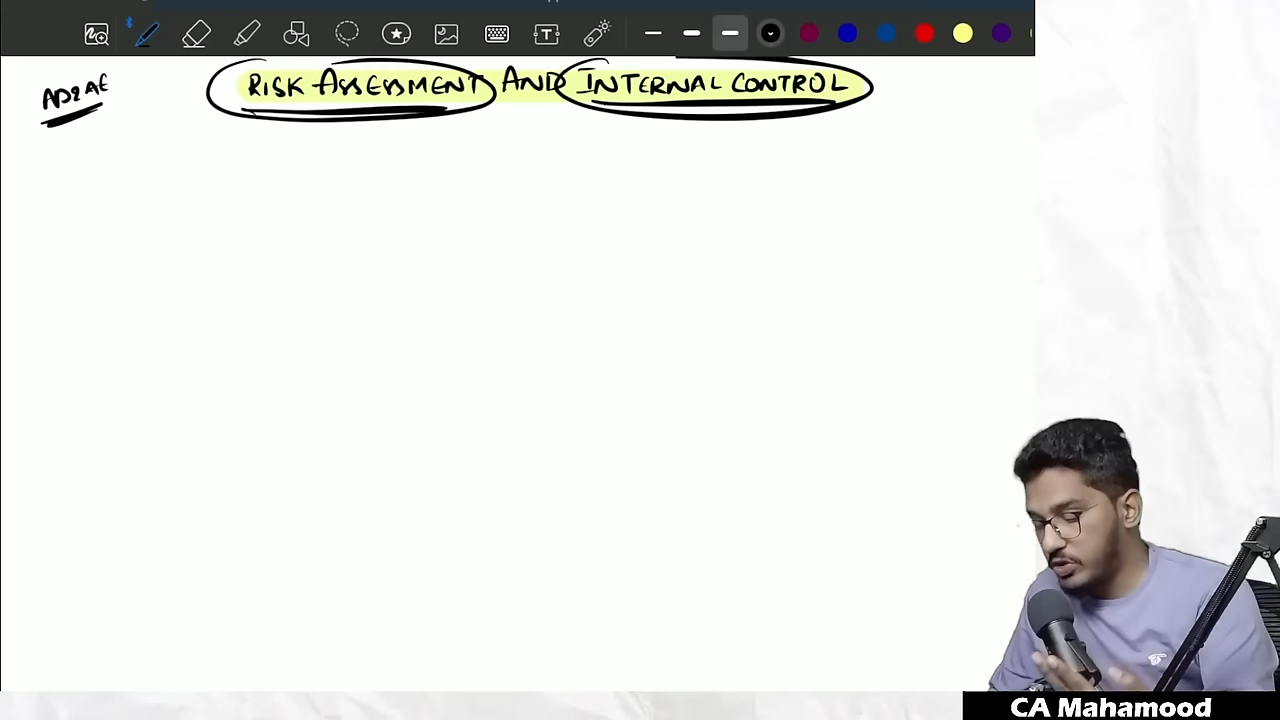 RISK ASSESSMENT AND INTERNAL CONTROL
CA Mahamood